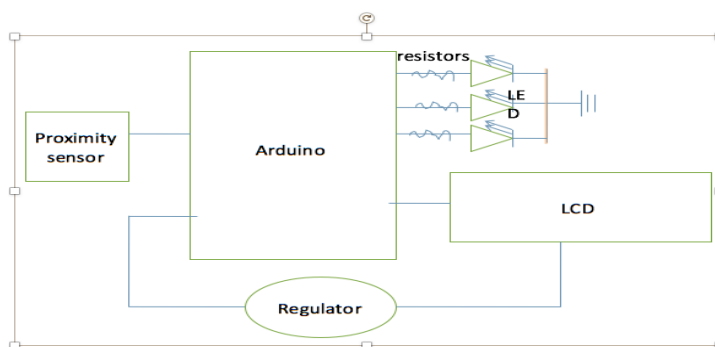 resistors
LE
D
Proximity
sensor
Arduino
LCD
Regulator